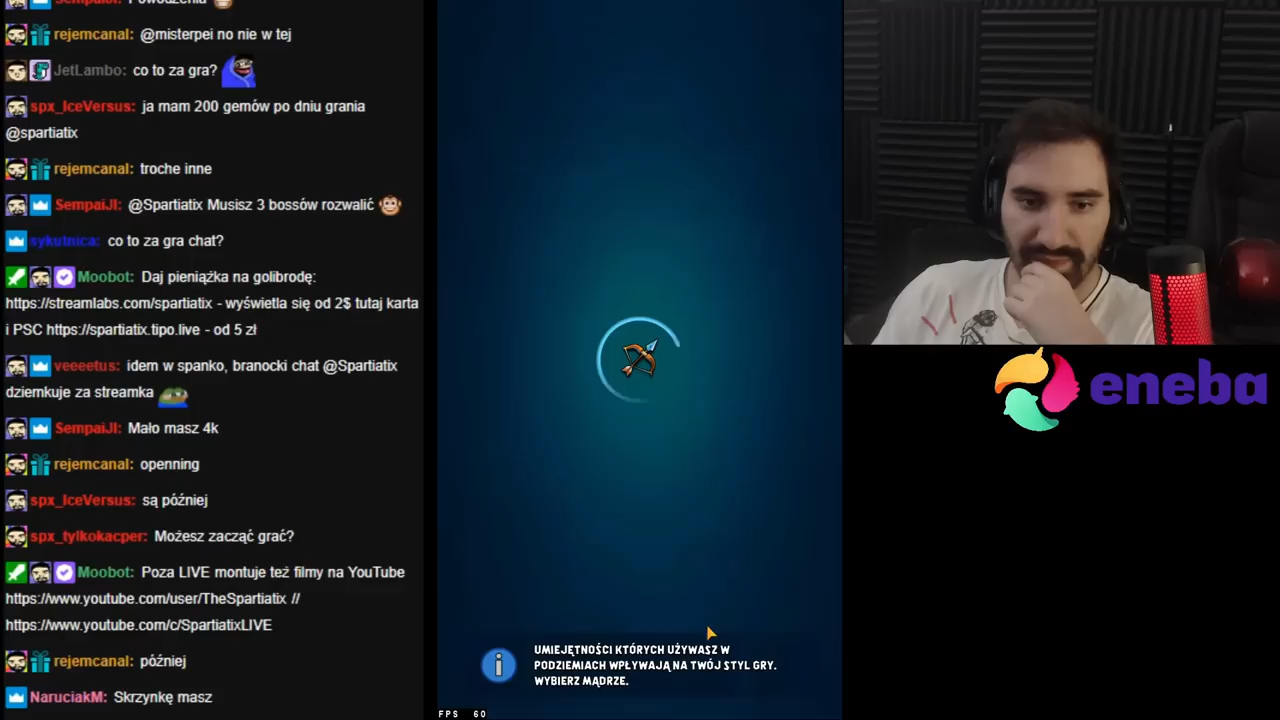 SempaiJI: Powodzenia
rejemcanal: @misterpei no nie w tej
JetLambo: co to za gra?
spx_IceVersus: ja mam 200 gemów po dniu grania
@spartiatix
rejemcanal: troche inne
SempaiJI: @Spartiatix Musisz 3 bossów rozwalić
sykutnica: co to za gra chat?
Moobot: Daj pieniążka na golibrodę:
https://streamlabs.com/spartiatix - wyświetla się od 2$ tutaj karta
i PSC https://spartiatix.tipo.live - od 5 zł
veeeetus: idem w spanko, branocki chat @Spartiatix
dziemkuje za streamka
SempaiJI: Mało masz 4k
rejemcanal: openning
spx_IceVersus: są później
spx_tylkokacper: Możesz zacząć grać?
Moobot: Poza LIVE montuje też filmy na YouTube
https://www.youtube.com/user/TheSpartiatix //
https://www.youtube.com/c/SpartiatixLIVE
rejemcanal: później
NaruciakM: Skrzynkę masz
UMIEJĘTNOŚCI KTÓRYCH UŻYWASZ W
PODZIEMIACH WPŁYWAJĄ NA TWÓJ STYL GRY.
WYBIERZ MĄDRZE.
FPS 60
eneba